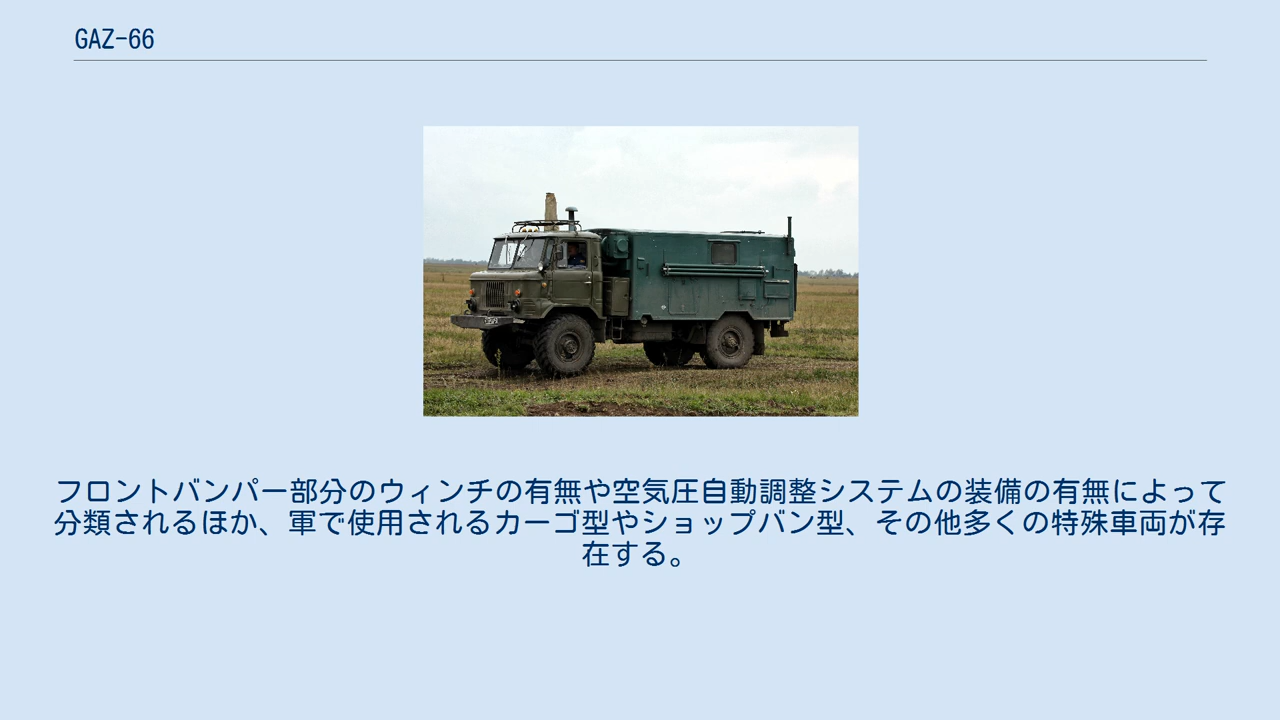 GAZ-66
フロントバンパー部分のウィンチの有無や空気圧自動調整システムの装備の有無によって
分類されるほか、軍で使用されるカーゴ型やショップバン型、その他多くの特殊車両が存
在する。